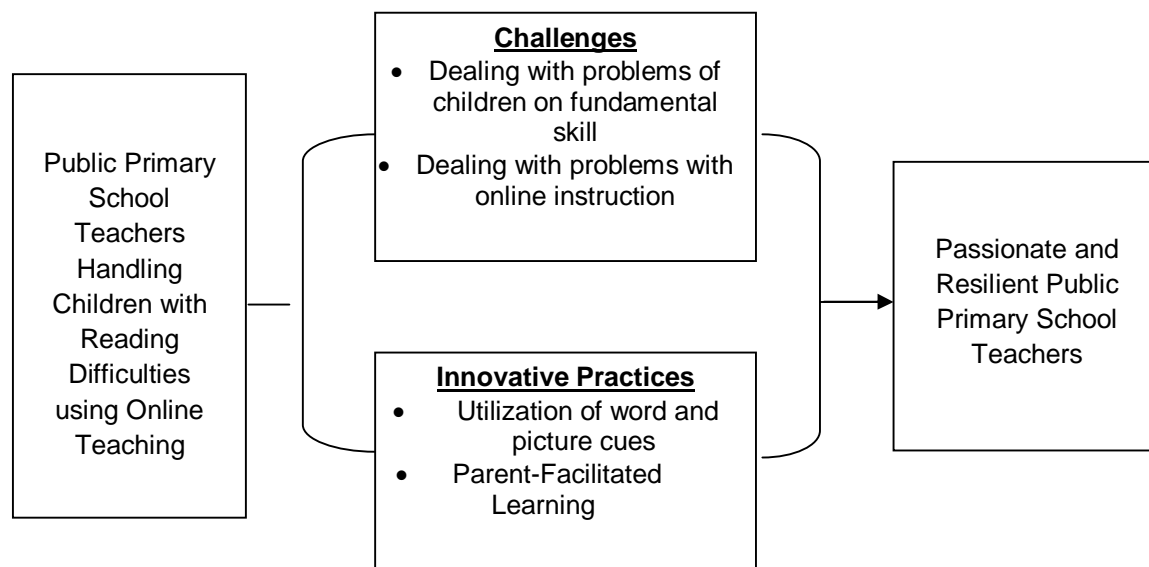 Public Primary
School
Teachers
Handling
Children with
Reading
Difficulties
using Online
Teaching
Challenges
• Dealing with problems of
children on fundamental
skill
• Dealing with problems with
online instruction
Innovative Practices
• Utilization of word and
picture cues
• Parent-Facilitated
Learning
Passionate and
Resilient Public
Primary School
Teachers